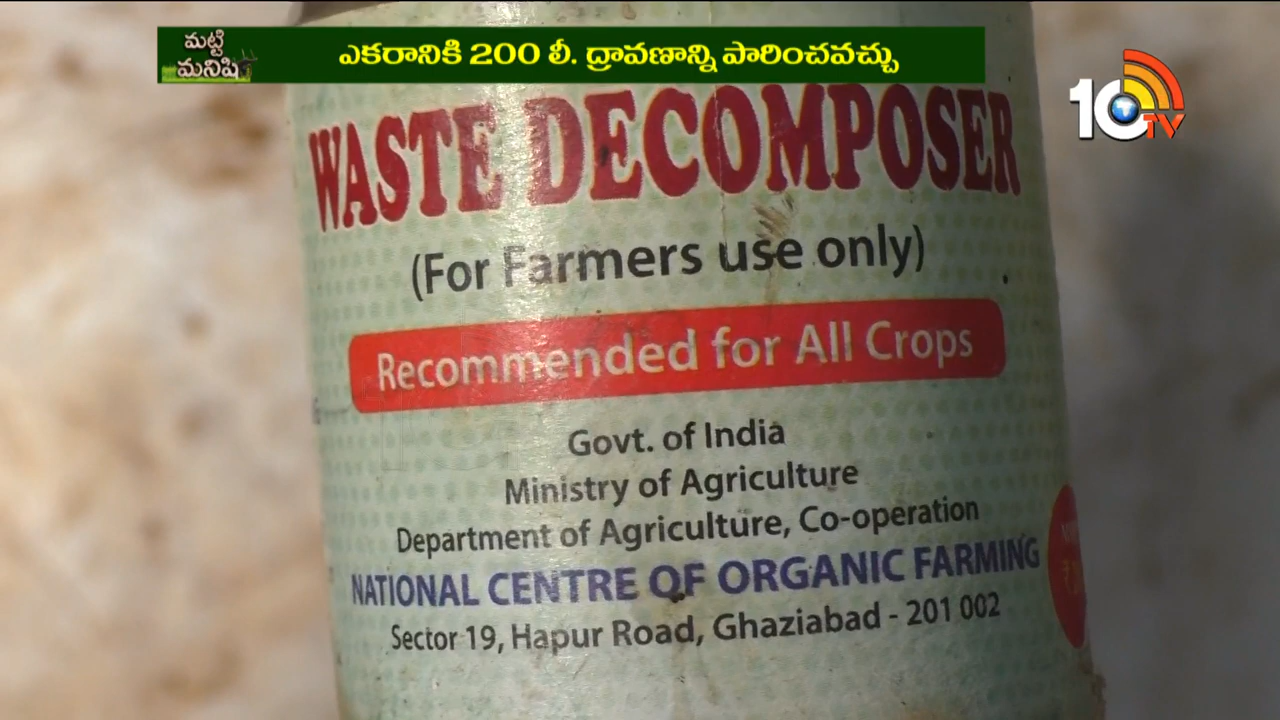 మట్టి
మనిషి
ఎకరానికి 200 లీ. ద్రావణాన్ని పారించవచ్చు
10TV
WASTE DECOMPOSER
(For Farmers use only)
Recommended for All Crops
Govt. of India
Ministry of Agriculture
Department of Agriculture, Co-operation
NATIONAL CENTRE OF ORGANIC FARMING
Sector 19, Hapur Road, Ghaziabad - 201 002